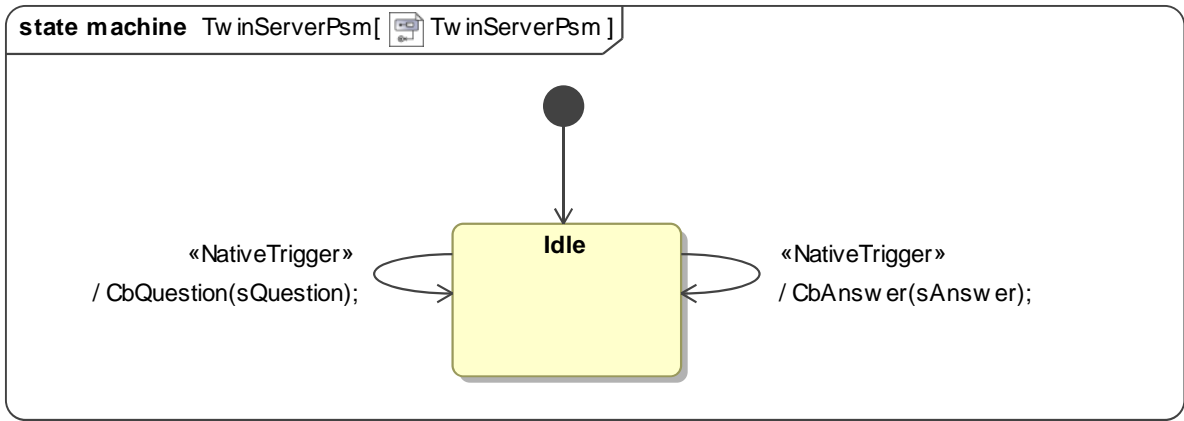 state machine TwinServerPsm[ TwinServerPsm ]
Idle
«NativeTrigger»
/ CbQuestion(sQuestion);
«NativeTrigger»
/ CbAnswer(sAnswer);